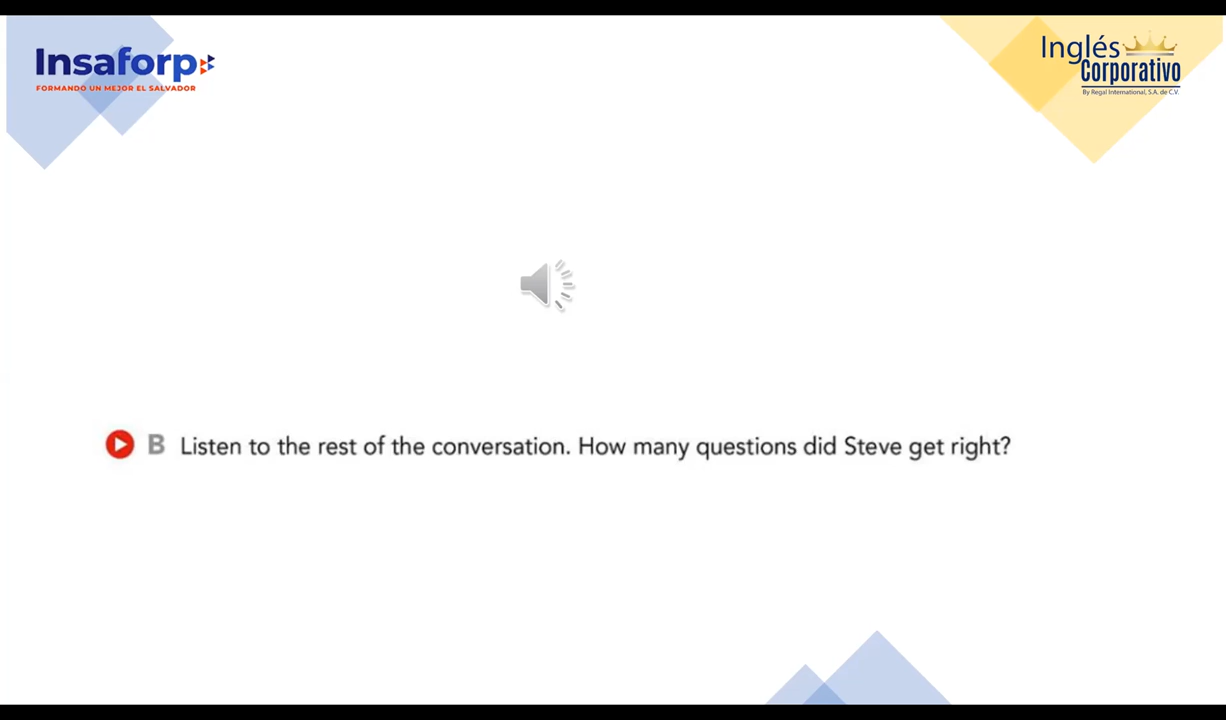 Insaforp
FORMANDO UN MEJOR EL SALVADOR
Inglés
Corporativo
By Regal International, S.A. de C.V.
B Listen to the rest of the conversation. How many questions did Steve get right?